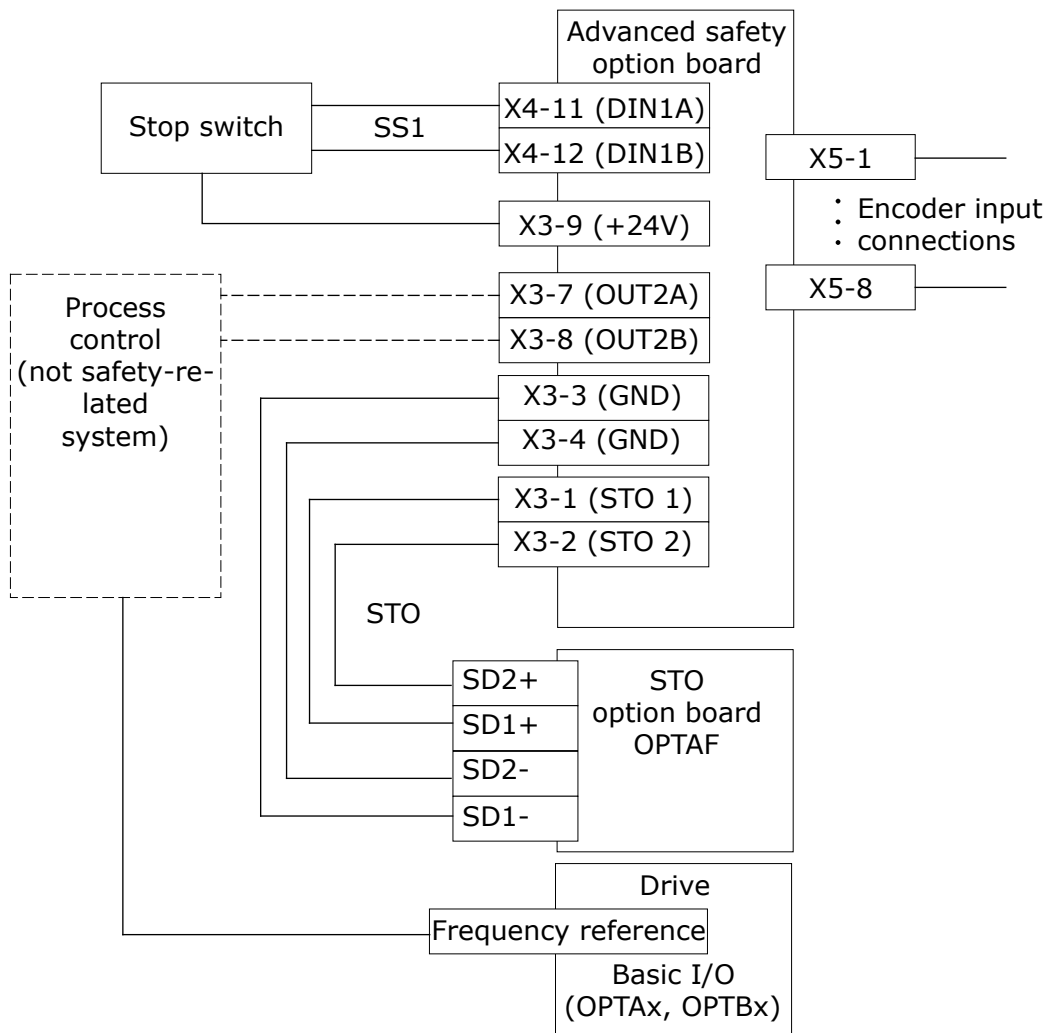 Advanced safety
option board
Stop switch
SS1
X4-11 (DIN1A)
X4-12 (DIN1B)
X3-9 (+24V)
X5-1
Encoder input
connections
X5-8
Process
control
(not safety-re-
lated
system)
X3-7 (OUT2A)
X3-8 (OUT2B)
X3-3 (GND)
X3-4 (GND)
X3-1 (STO 1)
X3-2 (STO 2)
STO
SD2+
SD1+
SD2-
SD1-
STO
option board
OPTAF
Drive
Frequency reference
Basic I/O
(OPTAx, OPTBx)